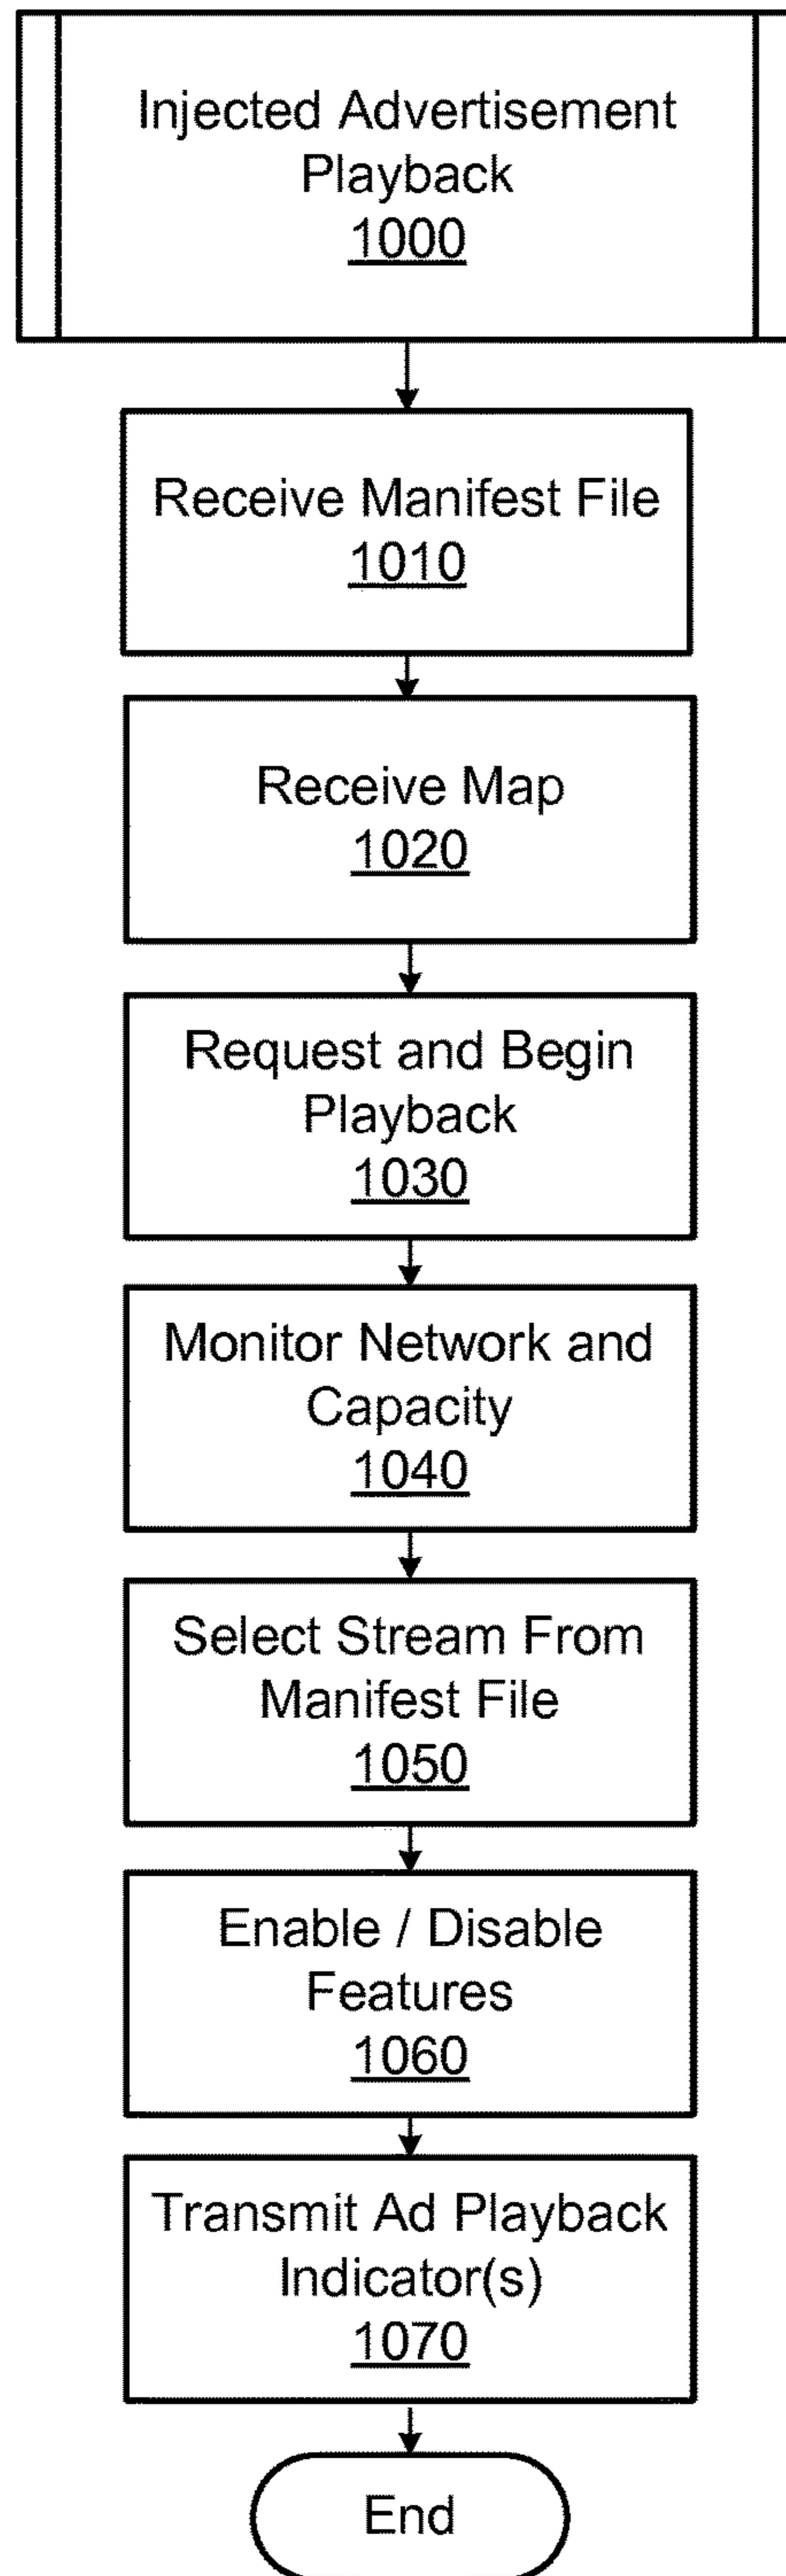 Injected Advertisement
Playback
1000
Receive Manifest File
1010
Receive Map
1020
Request and Begin
Playback
1030
Monitor Network and
Capacity
1040
Select Stream From
Manifest File
1050
Enable / Disable
Features
1060
Transmit Ad Playback
Indicator(s)
1070
End